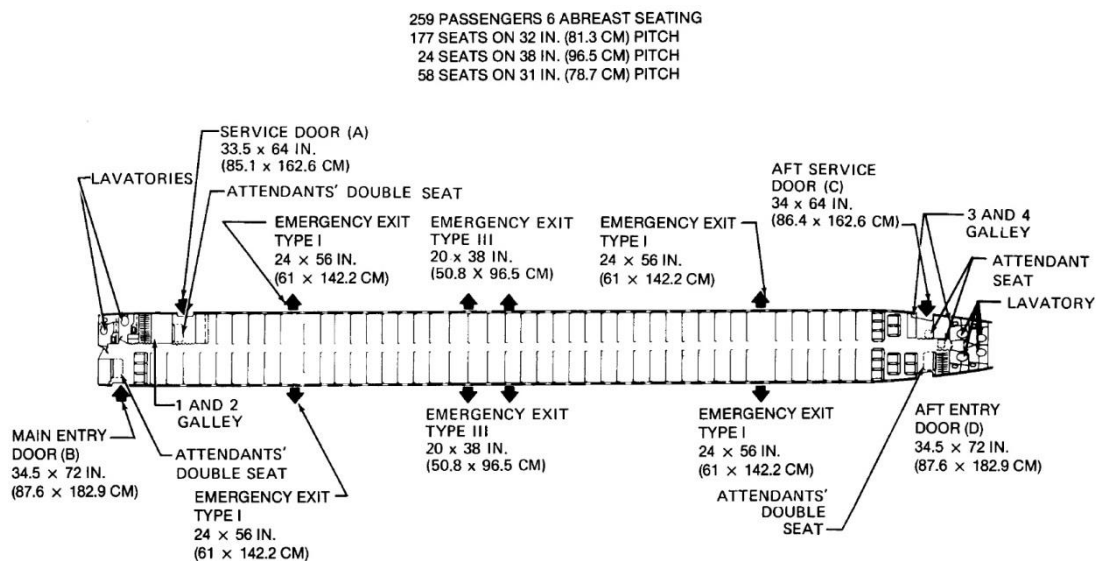 259 PASSENGERS 6 ABREAST SEATING
177 SEATS ON 32 IN. (81.3 CM) PITCH
24 SEATS ON 38 IN. (96.5 CM) PITCH
58 SEATS ON 31 IN. (78.7 CM) PITCH
SERVICE DOOR (A)
33.5 x 64 IN.
(85.1 x 162.6 CM)
LAVATORIES
ATTENDANTS' DOUBLE SEAT
EMERGENCY EXIT
TYPE I
24 × 56 IN.
(61 × 142.2 CM)
EMERGENCY EXIT
TYPE III
20 x 38 IN.
(50.8 X 96.5 CM)
EMERGENCY EXIT
TYPE I
24 × 56 IN.
(61 × 142.2 CM)
AFT SERVICE
DOOR (C)
34 x 64 IN.
(86.4 x 162.6 CM)
3 AND 4
GALLEY
ATTENDANT
SEAT
LAVATORY
MAIN ENTRY
DOOR (B)
34.5 x 72 IN.
(87.6 × 182.9 CM)
1 AND 2
GALLEY
ATTENDANTS'
DOUBLE SEAT
EMERGENCY EXIT
TYPE I
24 × 56 IN.
(61 × 142.2 CM)
EMERGENCY EXIT
TYPE III
20 x 38 IN.
(50.8 × 96.5 CM)
EMERGENCY EXIT
TYPE I
24 × 56 IN.
(61 × 142.2 CM)
ATTENDANTS'
DOUBLE
SEAT
AFT ENTRY
DOOR (D)
34.5 x 72 IN.
(87.6 × 182.9 CM)